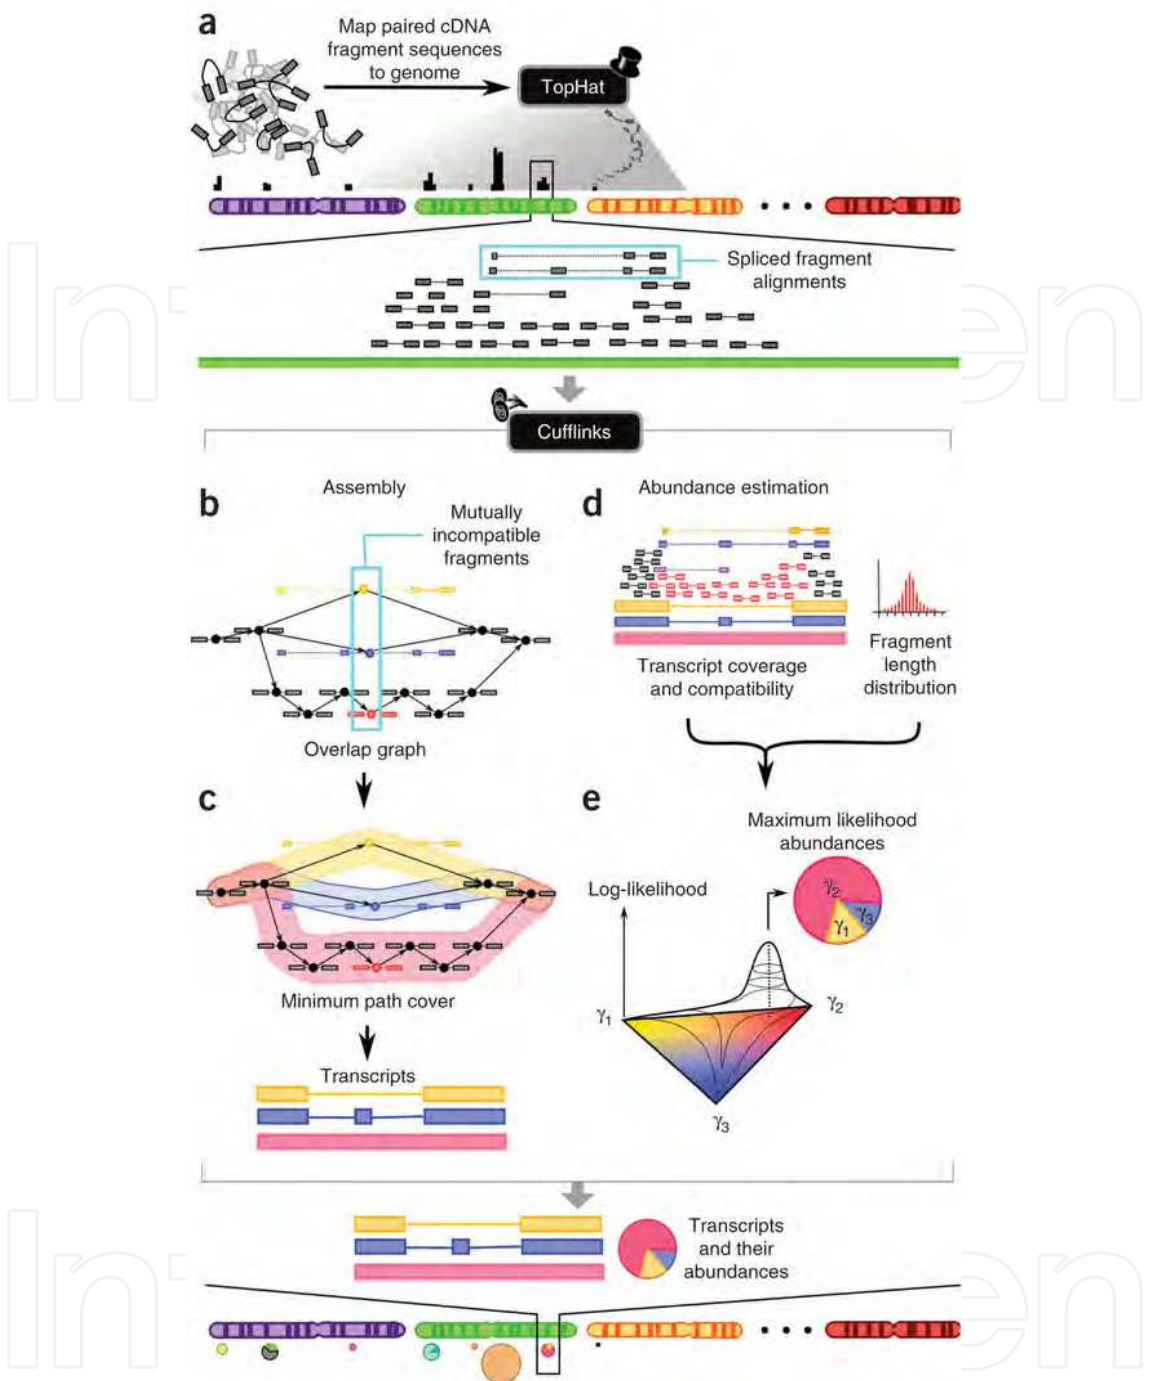 a
Map paired cDNA
fragment sequences
to genome
TopHat
Spliced fragment
alignments
Cufflinks
b
Assembly
Mutually
incompatible
fragments
Overlap graph
d
Abundance estimation
Transcript coverage
and compatibility
Fragment
length
distribution
c
Minimum path cover
Transcripts
e
Maximum likelihood
abundances
Log-likelihood
γ2
γ3
γ1
γ1
γ2
γ3
Transcripts
and their
abundances